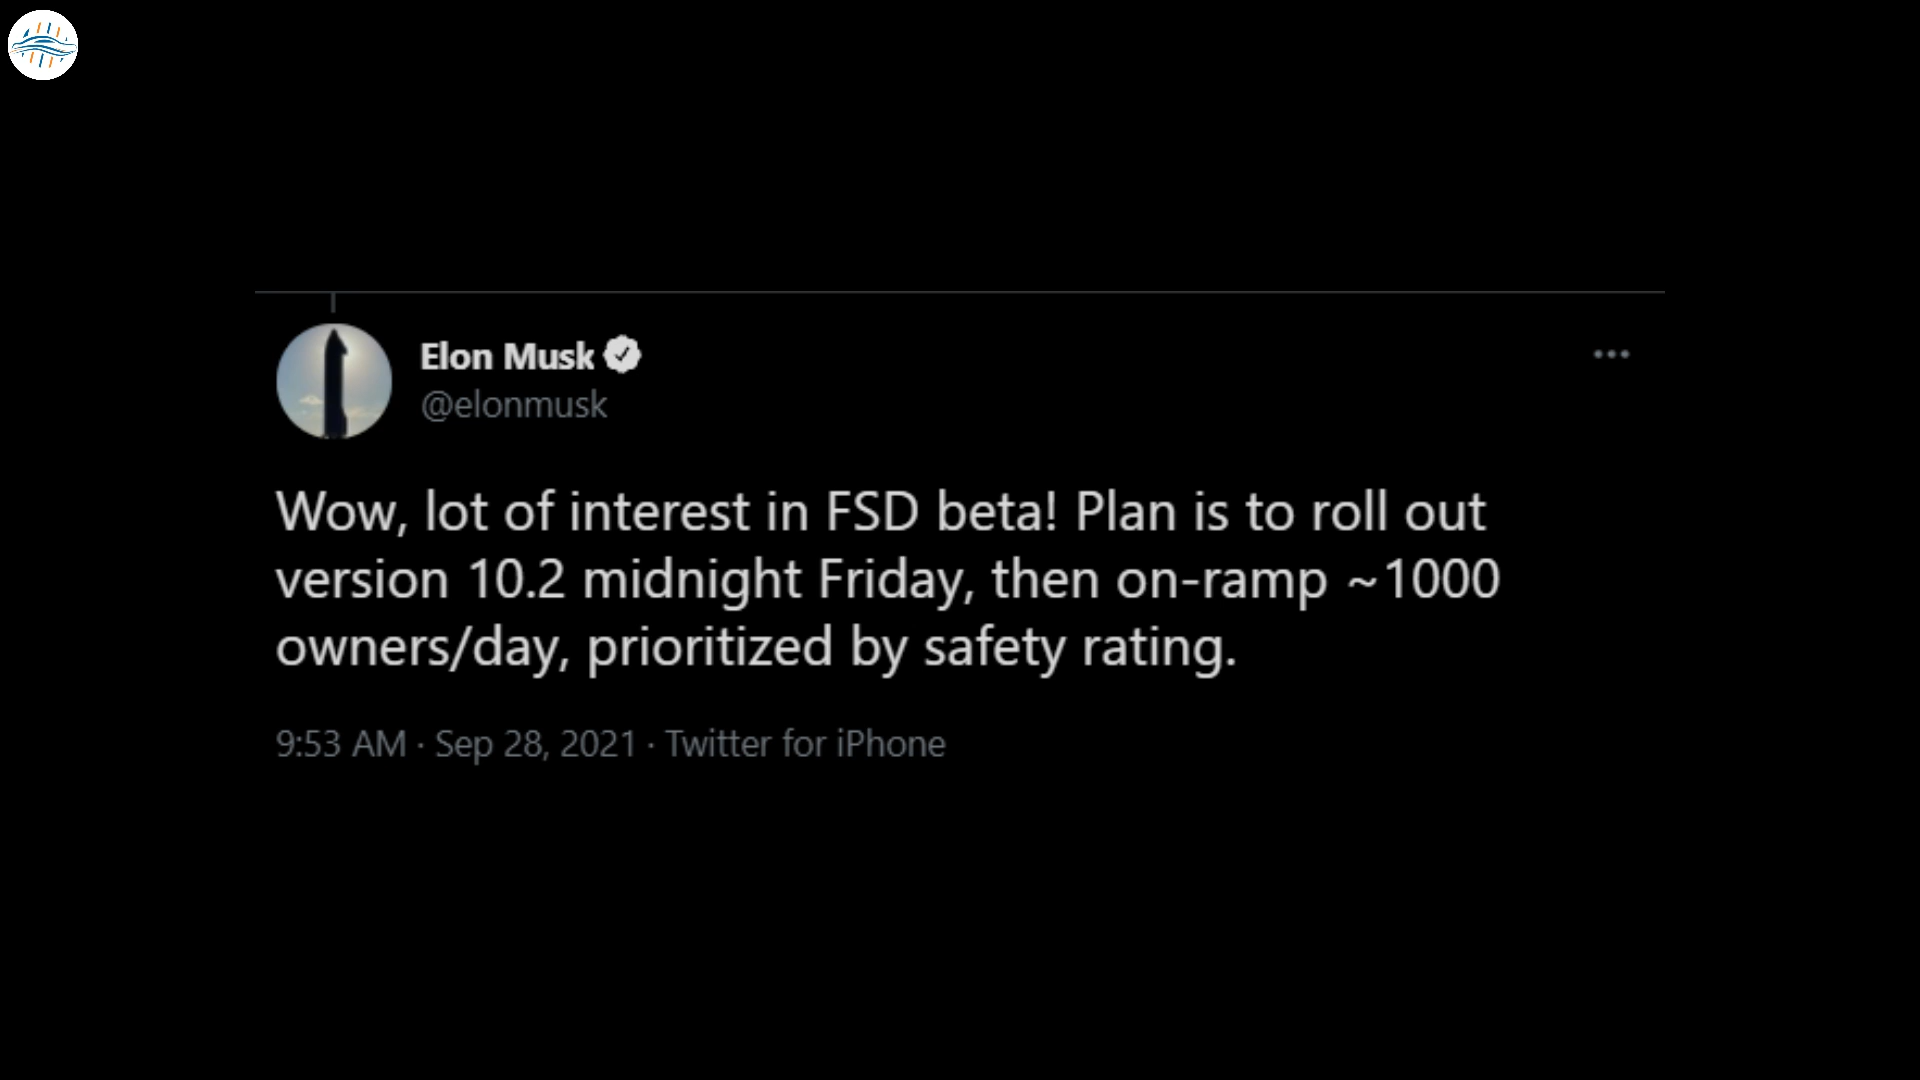 Elon Musk
@elonmusk
Wow, lot of interest in FSD beta! Plan is to roll out
version 10.2 midnight Friday, then on-ramp ~1000
owners/day, prioritized by safety rating.
9:53 AM · Sep 28, 2021 · Twitter for iPhone